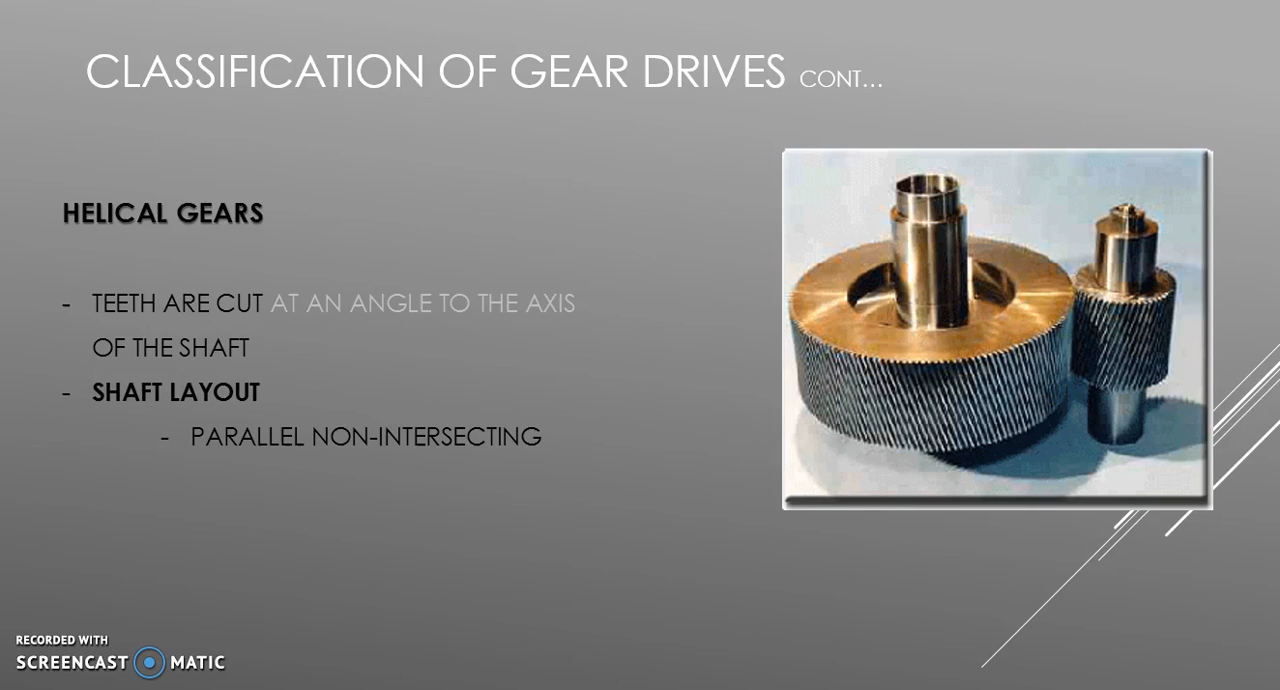 CLASSIFICATION OF GEAR DRIVES CONT...
HELICAL GEARS
- TEETH ARE CUT AT AN ANGLE TO THE AXIS
OF THE SHAFT
- SHAFT LAYOUT
- PARALLEL NON-INTERSECTING
RECORDED WITH
SCREENCAST MATIC